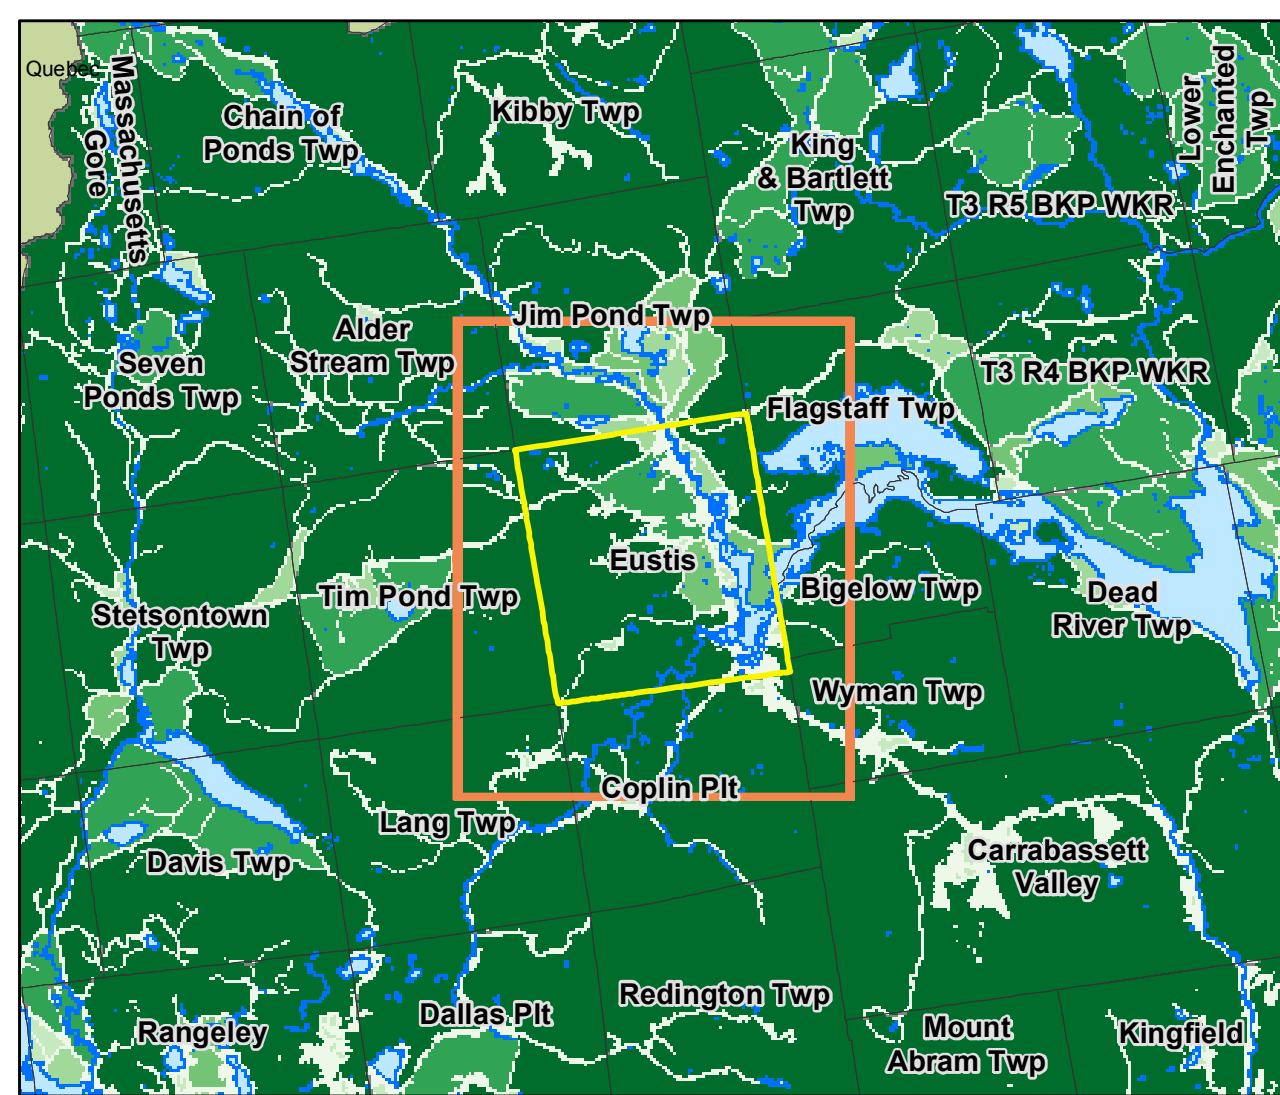 Quebec
Massachusetts
Gore
Chain of
Ponds Twp
Kibby Twp
King
& Bartlett
Twp
Lower
Enchanted
Twp
T3 R5 BKP WKR
Jim Pond Twp
Alder
Stream Twp
Seven
Ponds Twp
T3 R4 BKP WKR
Flagstaff Twp
Eustis
Tim Pond Twp
Bigelow Twp
Dead
River Twp
Stetsontown
Twp
Wyman Twp
Coplin Plt
Lang Twp
Davis Twp
Carrabassett
Valley
Redington Twp
Dallas Plt
Rangeley
Mount
Abram Twp
Kingfield